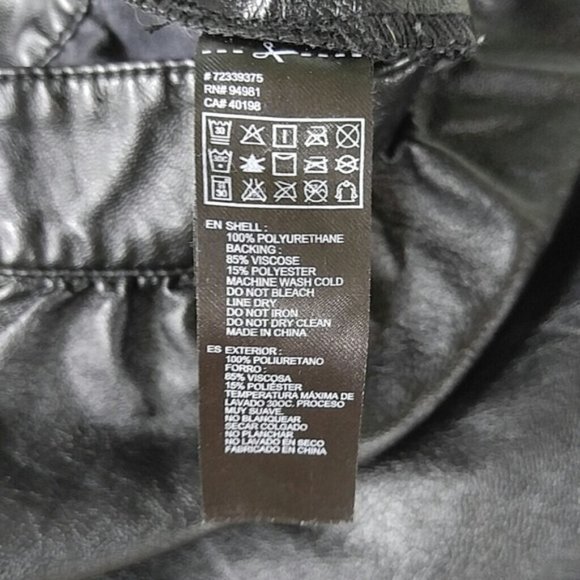 # 72339375
RN# 94981
CA# 40198
30
30
EN SHELL :
100% POLYURETHANE
BACKING :
85% VISCOSE
15% POLYESTER
MACHINE WASH COLD
DO NOT BLEACH
LINE DRY
DO NOT IRON
DO NOT DRY CLEAN
MADE IN CHINA
ES EXTERIOR :
100% POLIURETANO
FORRO :
85% VISCOSA
15% POLIÉSTER
TEMPERATURA MÁXIMA DE
LAVADO 30OC. PROCESO
MUY SUAVE.
NO BLANQUEAR
SECAR COLGADO
NO PLANCHAR
NO LAVADO EN SECO
FABRICADO EN CHINA